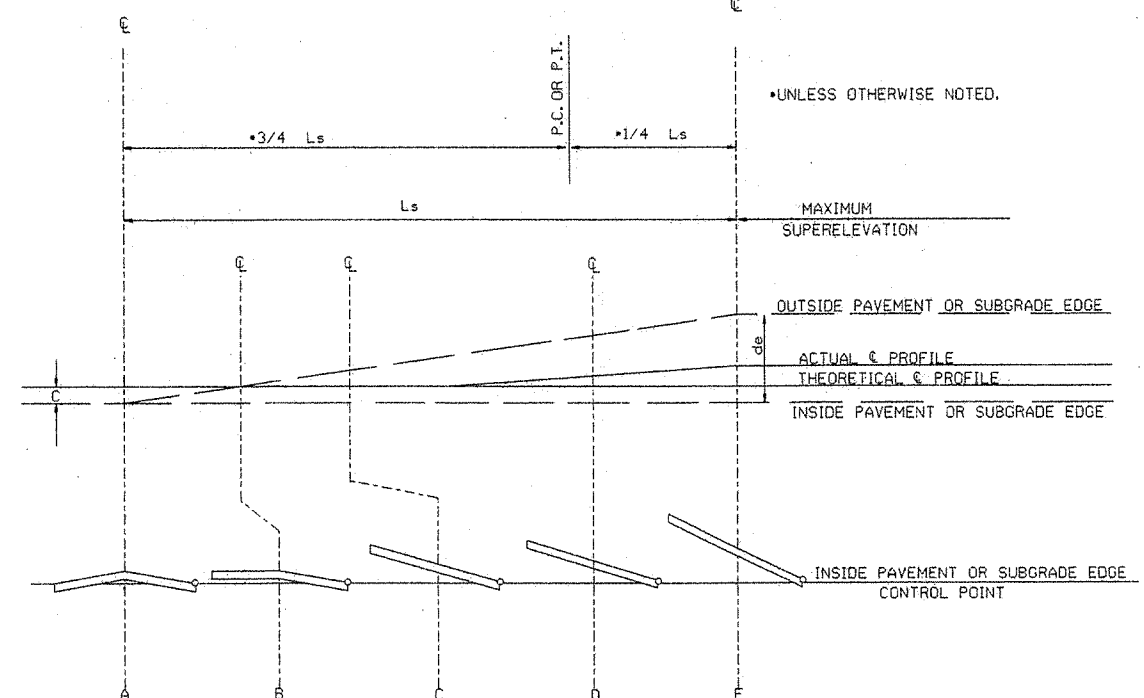 ℄
℄
P.C. OR P.T.
•UNLESS OTHERWISE NOTED.
•3/4 Ls
•1/4 Ls
Ls
MAXIMUM
SUPERELEVATION
℄
℄
℄
OUTSIDE PAVEMENT OR SUBGRADE EDGE
de
ACTUAL ℄ PROFILE
THEORETICAL ℄ PROFILE
C
INSIDE PAVEMENT OR SUBGRADE EDGE
INSIDE PAVEMENT OR SUBGRADE EDGE
CONTROL POINT
A
B
C
D
E